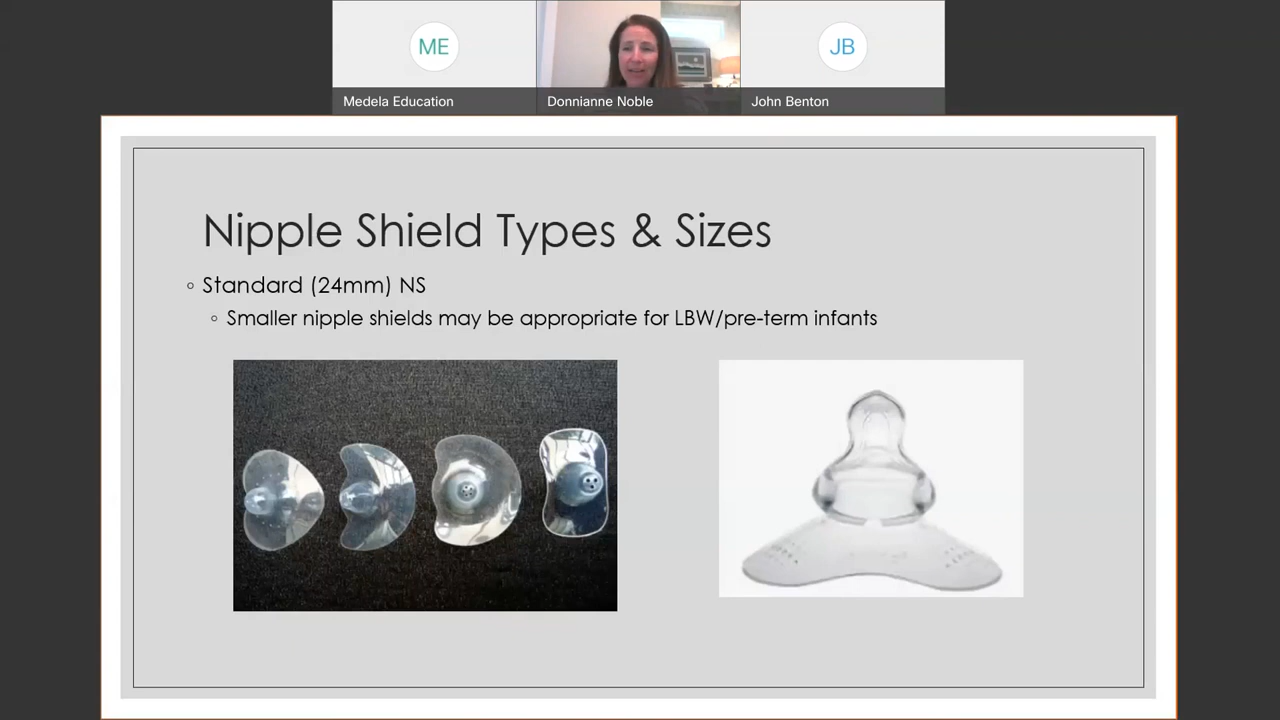 ME
JB
Medela Education
Donnianne Noble
John Benton
Nipple Shield Types & Sizes
Standard (24mm) NS
Smaller nipple shields may be appropriate for LBW/pre-term infants